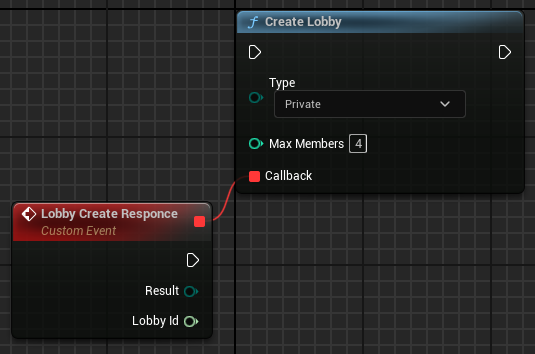 f Create Lobby
Type
Private
Max Members 4
Callback
Lobby Create Responce
Custom Event
Result
Lobby Id